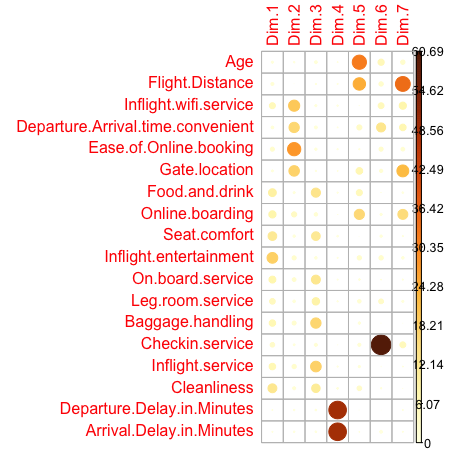 Dim.1 Dim.2 Dim.3 Dim.4 Dim.5 Dim.6 Dim.7
Age
Flight.Distance
Inflight.wifi.service
Departure.Arrival.time.convenient
Ease.of.Online.booking
Gate.location
Food.and.drink
Online.boarding
Seat.comfort
Inflight.entertainment
On.board.service
Leg.room.service
Baggage.handling
Checkin.service
Inflight.service
Cleanliness
Departure.Delay.in.Minutes
Arrival.Delay.in.Minutes
60.69
54.62
48.56
42.49
36.42
30.35
24.28
18.21
12.14
6.07
0